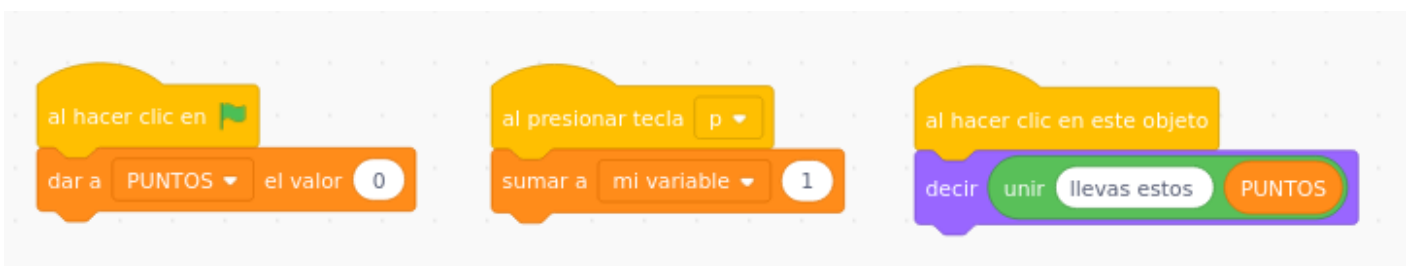 al hacer clic en
dar a PUNTOS el valor 0
al presionar tecla p
sumar a mi variable 1
al hacer clic en este objeto
decir unir llevas estos PUNTOS